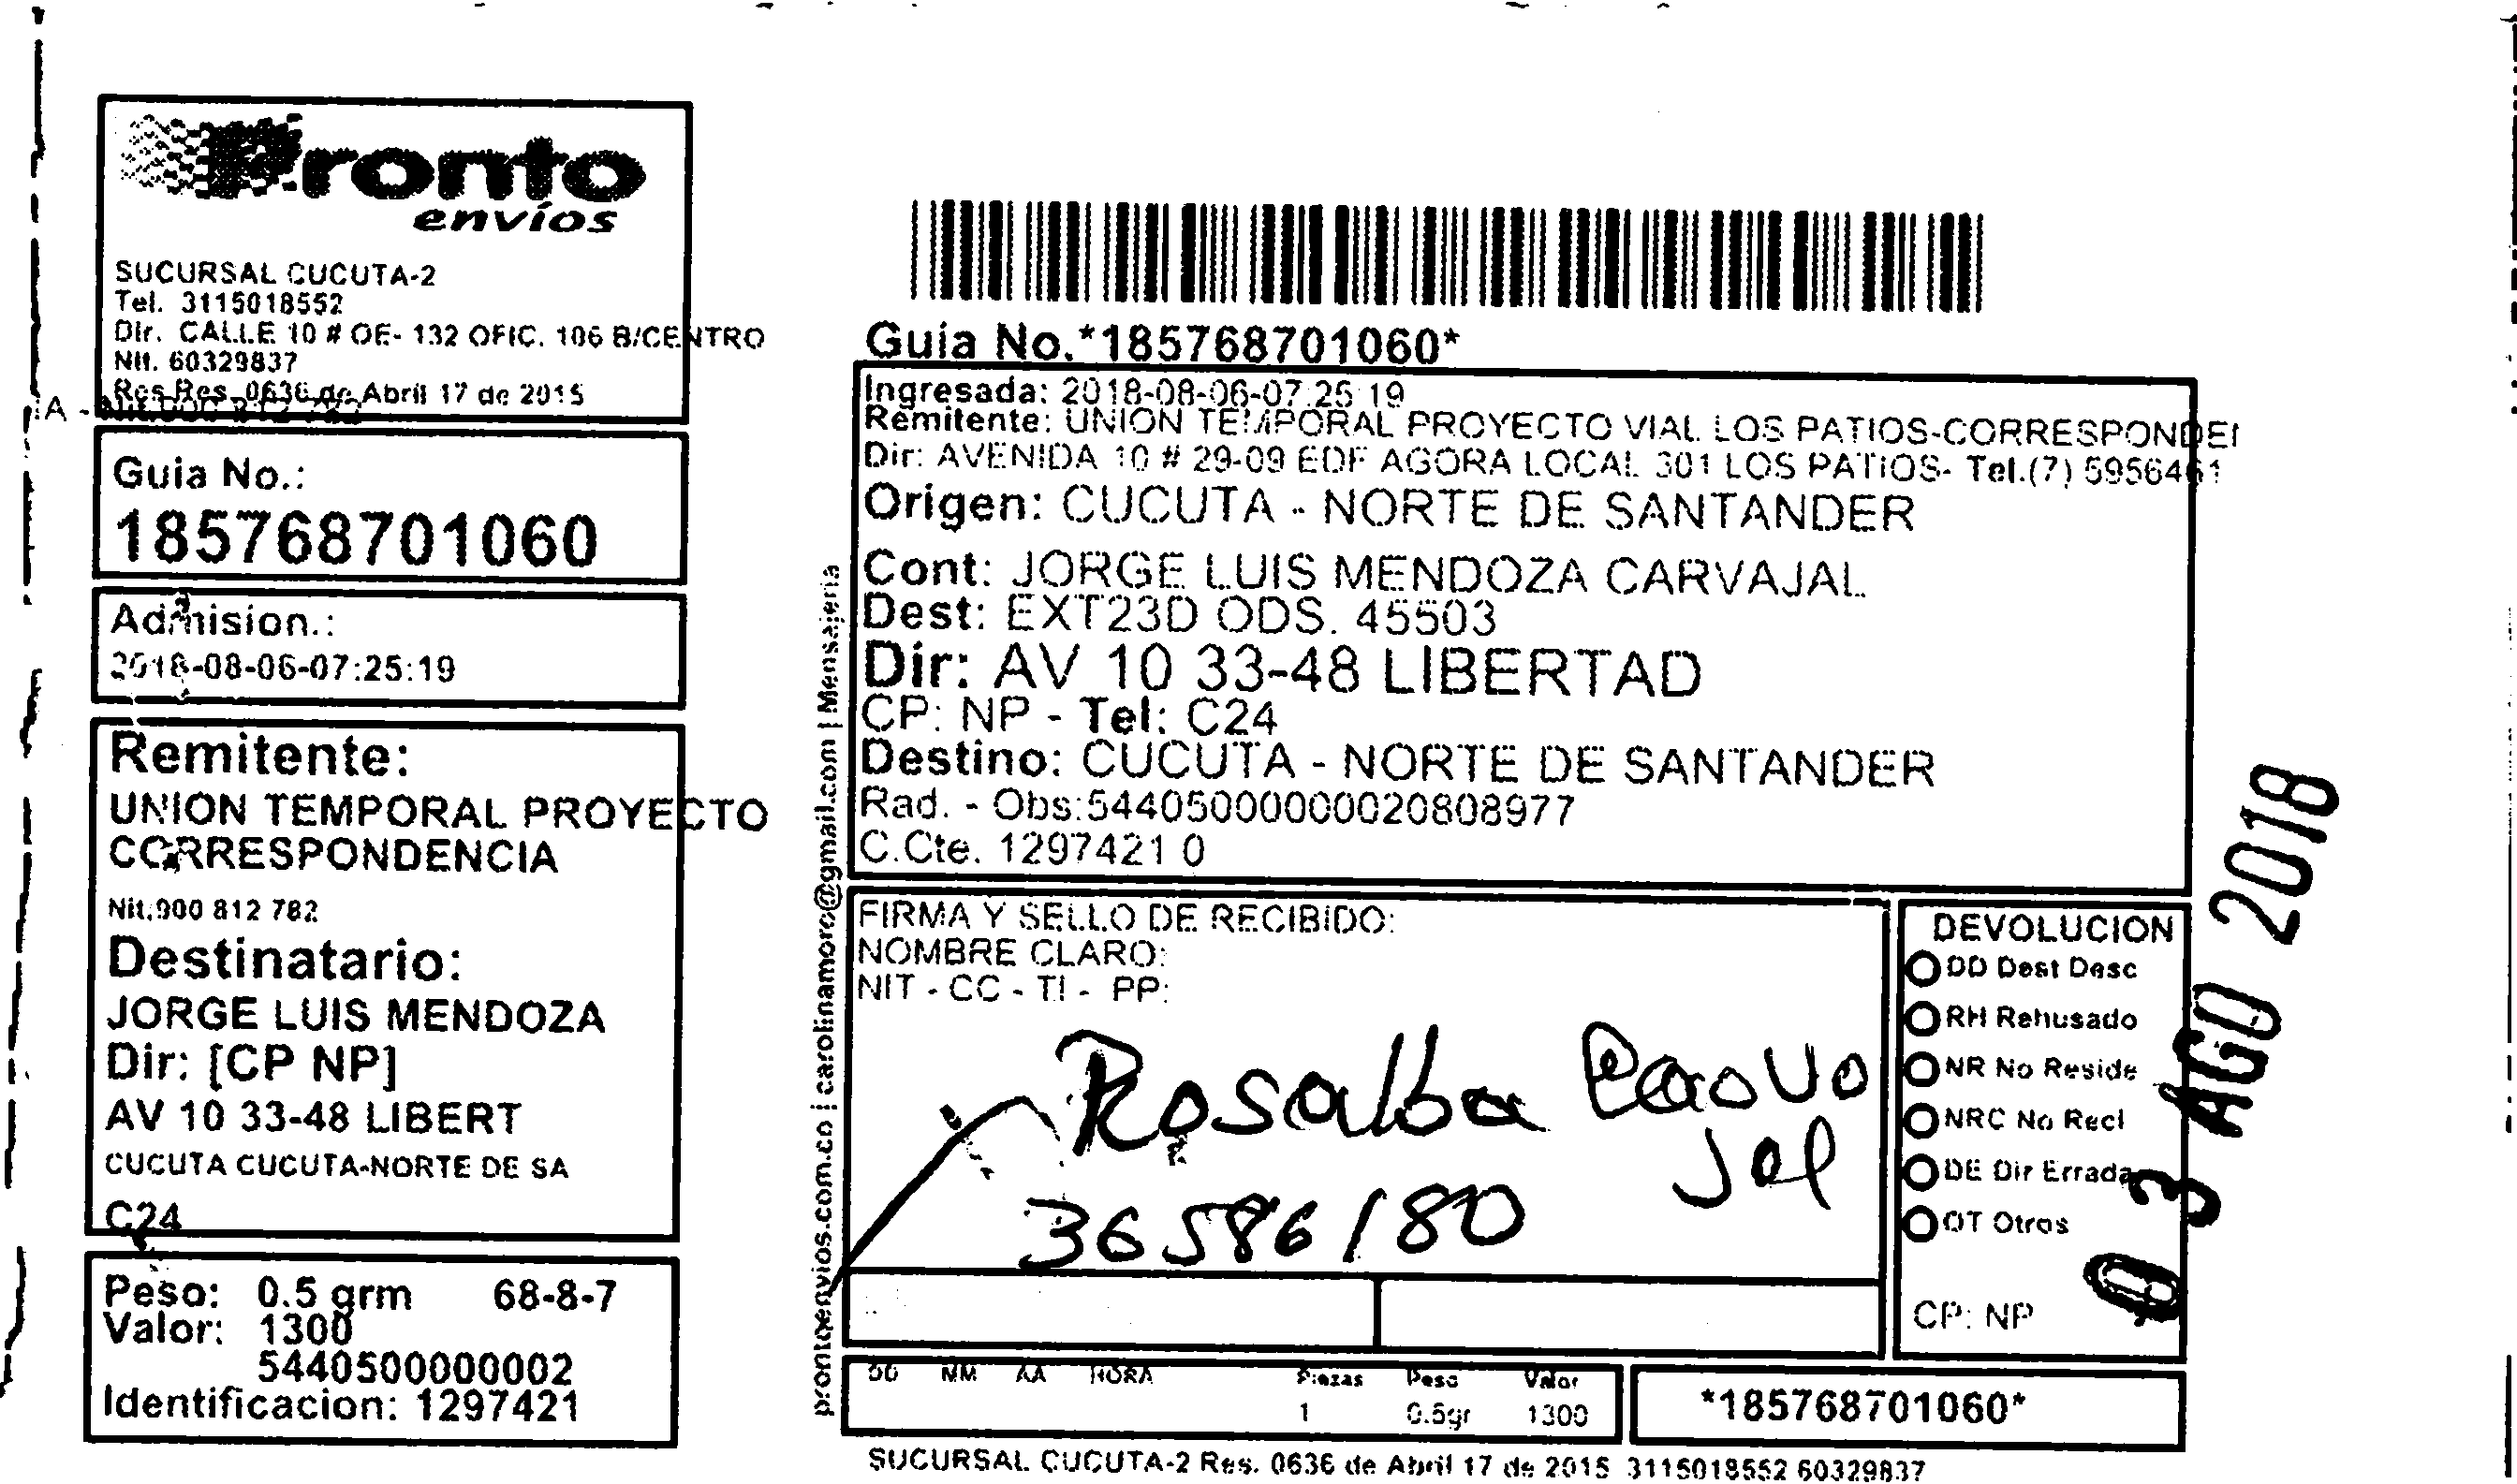 Pronto
envíos
SUCURSAL CUCUTA-2
Tel. 3115018552
Dir. CALLE 10 # OE- 132 OFIC. 106 B/CENTRO
Nit. 60329837
Res Res. 0636 de Abril 17 de 2015
Guia No.:
185768701060
Admision.:
2018-08-06-07:25:19
Remitente:
UNION TEMPORAL PROYECTO
CORRESPONDENCIA
Nit.900 812 782
Destinatario:
JORGE LUIS MENDOZA
Dir: [CP NP]
AV 10 33-48 LIBERT
CUCUTA CUCUTA-NORTE DE SA
C24
Peso: 0.5 grm 68-8-7
Valor: 1300
5440500000002
Identificacion: 1297421
prontoenvios.com.co | carolinamoro@gmail.com | Mensajeria
Guia No.*185768701060*
Ingresada: 2018-08-06-07:25:19
Remitente: UNION TEMPORAL PROYECTO VIAL LOS PATIOS-CORRESPONDEN
Dir: AVENIDA 10 # 29-09 EDF AGORA LOCAL 301 LOS PATIOS- Tel.(7) 5956461
Origen: CUCUTA - NORTE DE SANTANDER
Cont: JORGE LUIS MENDOZA CARVAJAL
Dest: EXT23D ODS. 45503
Dir: AV 10 33-48 LIBERTAD
CP: NP - Tel: C24
Destino: CUCUTA - NORTE DE SANTANDER
Rad. - Obs:544050000000020808977
C.Cte. 1297421 0
FIRMA Y SELLO DE RECIBIDO:
NOMBRE CLARO:
NIT - CC - TI - PP:
Rosalba
36586180
DEVOLUCION
DD Dest Desc
RH Rehusado
NR No Reside
NRC No Recl
DE Dir Errada
OT Otros
CP: NP
0 3 AGO 2018
DD MM AA HORA Piezas Peso Valor
1 0.5gr 1300
*185768701060*
SUCURSAL CUCUTA-2 Res. 0636 de Abril 17 de 2015 3115018552 60329837